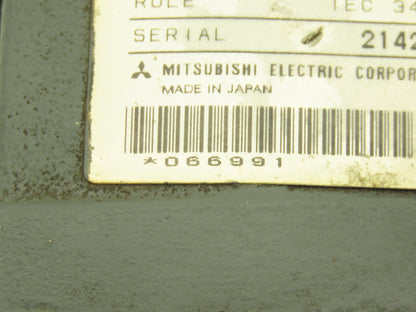 RULE IEC 34
SERIAL 2142
MITSUBISHI ELECTRIC CORPOR
MADE IN JAPAN
*066991